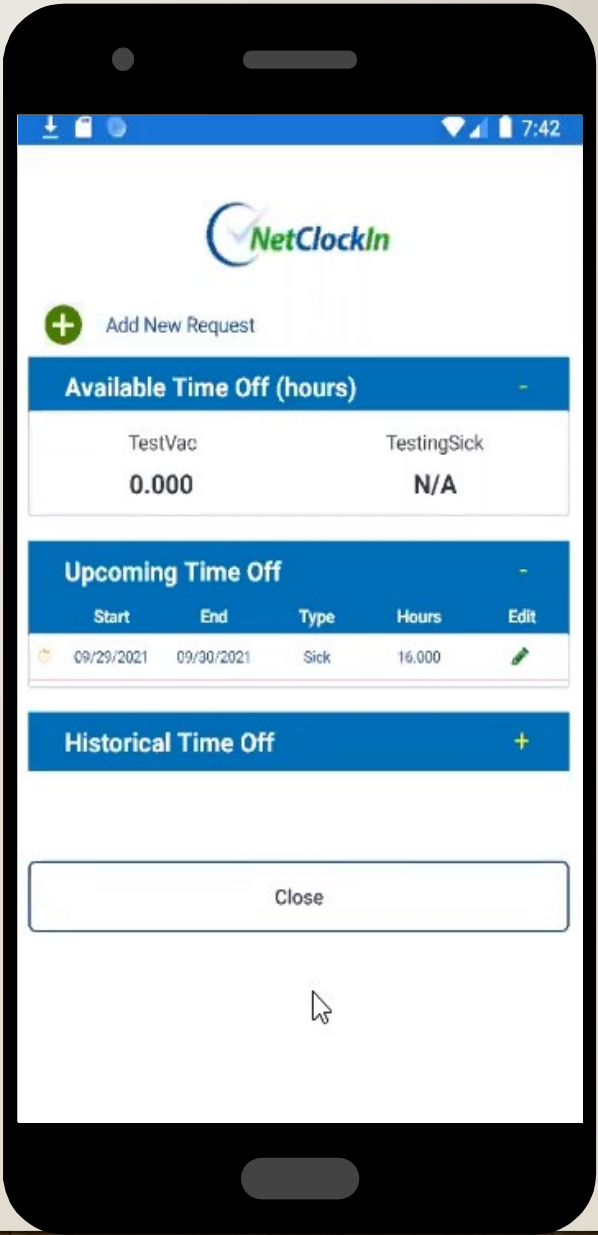 7:42
NetClockIn
Add New Request
Available Time Off (hours) -
TestVac TestingSick
0.000 N/A
Upcoming Time Off -
Start End Type Hours Edit
09/29/2021 09/30/2021 Sick 16.000
Historical Time Off +
Close